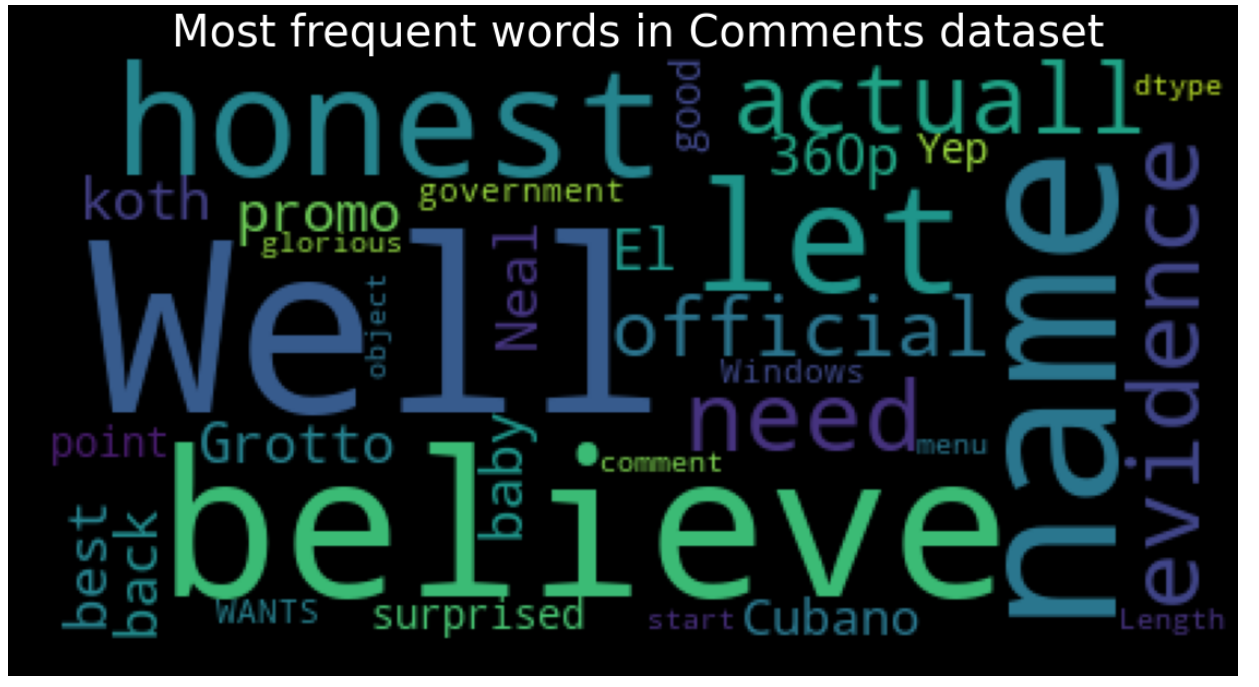 Most frequent words in Comments dataset
honest
good
actuall
dtype
360p
Yep
koth
promo
government
glorious
El
let
name
evidence
Well
object
Neal
official
Windows
need
menu
point
Grotto
baby
comment
believe
best
back
WANTS
surprised
start
Cubano
Length